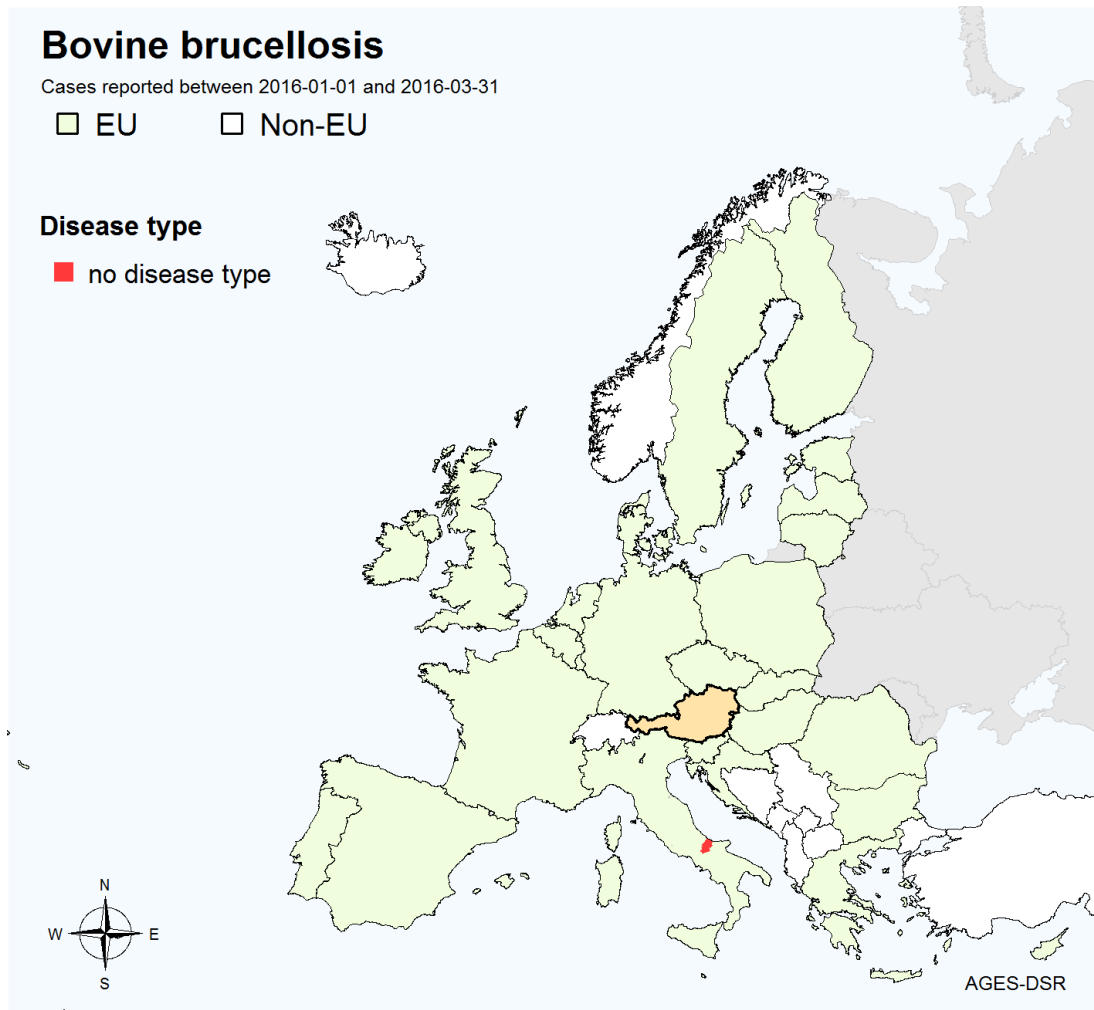 Bovine brucellosis
Cases reported between 2016-01-01 and 2016-03-31
EU Non-EU
Disease type
no disease type
N
W E
S
AGES-DSR